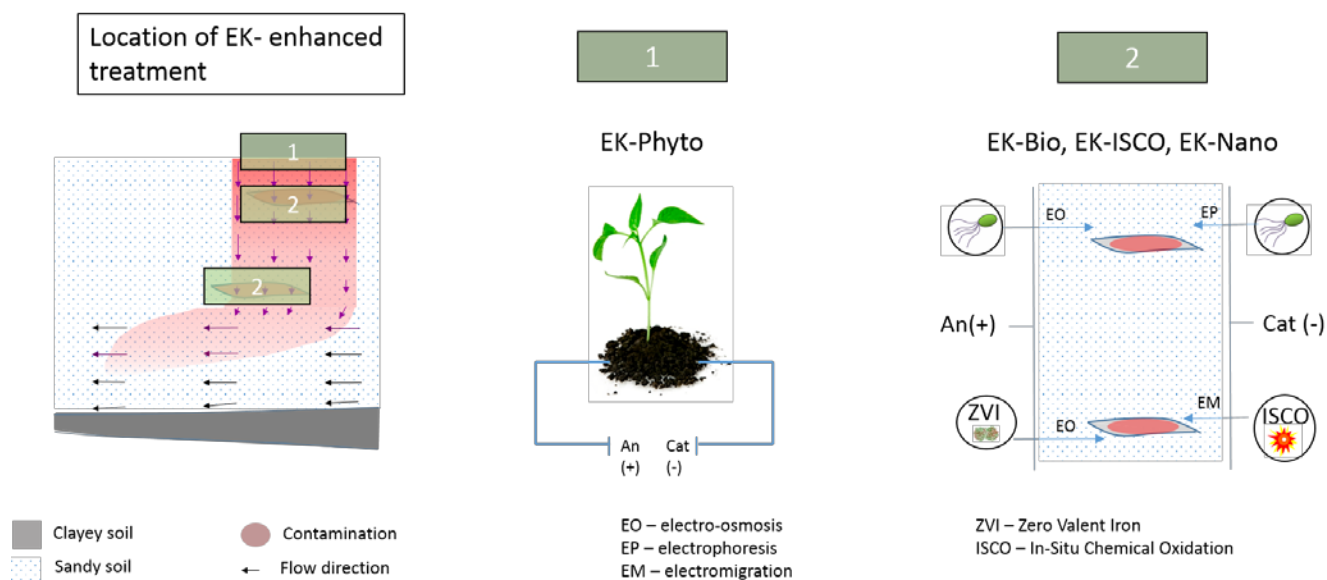 Location of EK- enhanced
treatment
1
2
2
Clayey soil
Sandy soil
Contamination
Flow direction
1
EK-Phyto
An
(+)
Cat
(-)
EO – electro-osmosis
EP – electrophoresis
EM – electromigration
2
EK-Bio, EK-ISCO, EK-Nano
EO
EP
An(+)
Cat (-)
ZVI
EO
EM
ISCO
ZVI – Zero Valent Iron
ISCO – In-Situ Chemical Oxidation